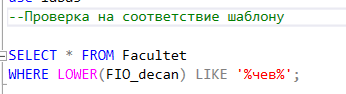 --Проверка на соответствие шаблону
SELECT * FROM Facultet
WHERE LOWER(FIO_decan) LIKE '%чев%';